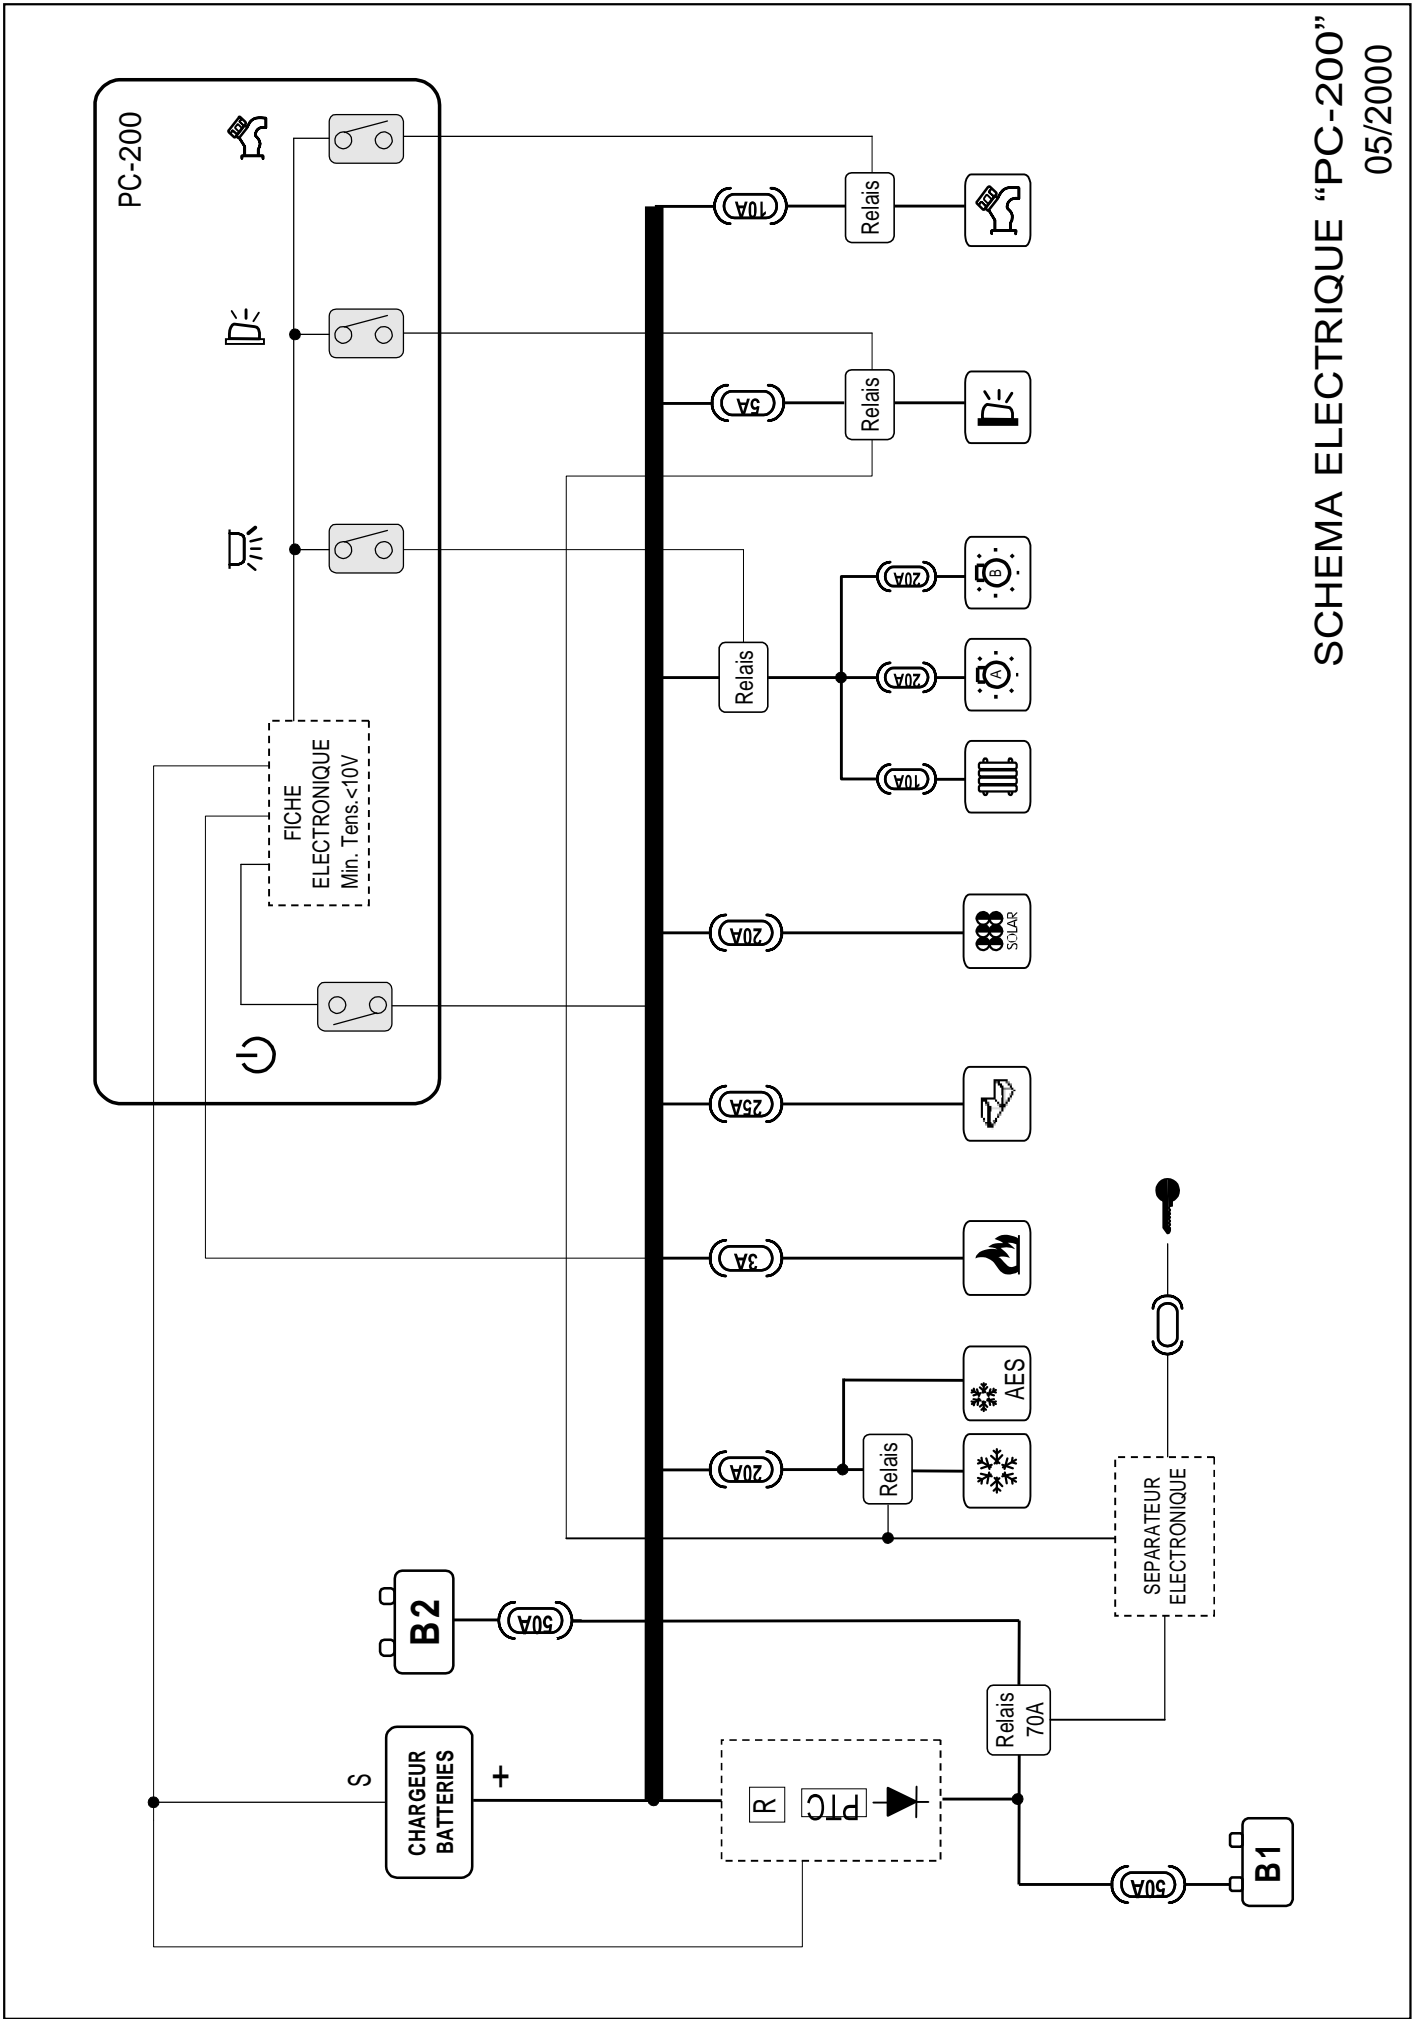 PC-200
FICHE
ELECTRONIQUE
Min. Tens.<10V
S
CHARGEUR
BATTERIES
+
B2
50A
20A
3A
25A
20A
Relais
5A
10A
Relais
AES
Relais
10A
20A
20A
Relais
Relais
SOLAR
A
B
R
PTC
Relais
70A
SEPARATEUR
ELECTRONIQUE
50A
B1
SCHEMA ELECTRIQUE “PC-200”
05/2000